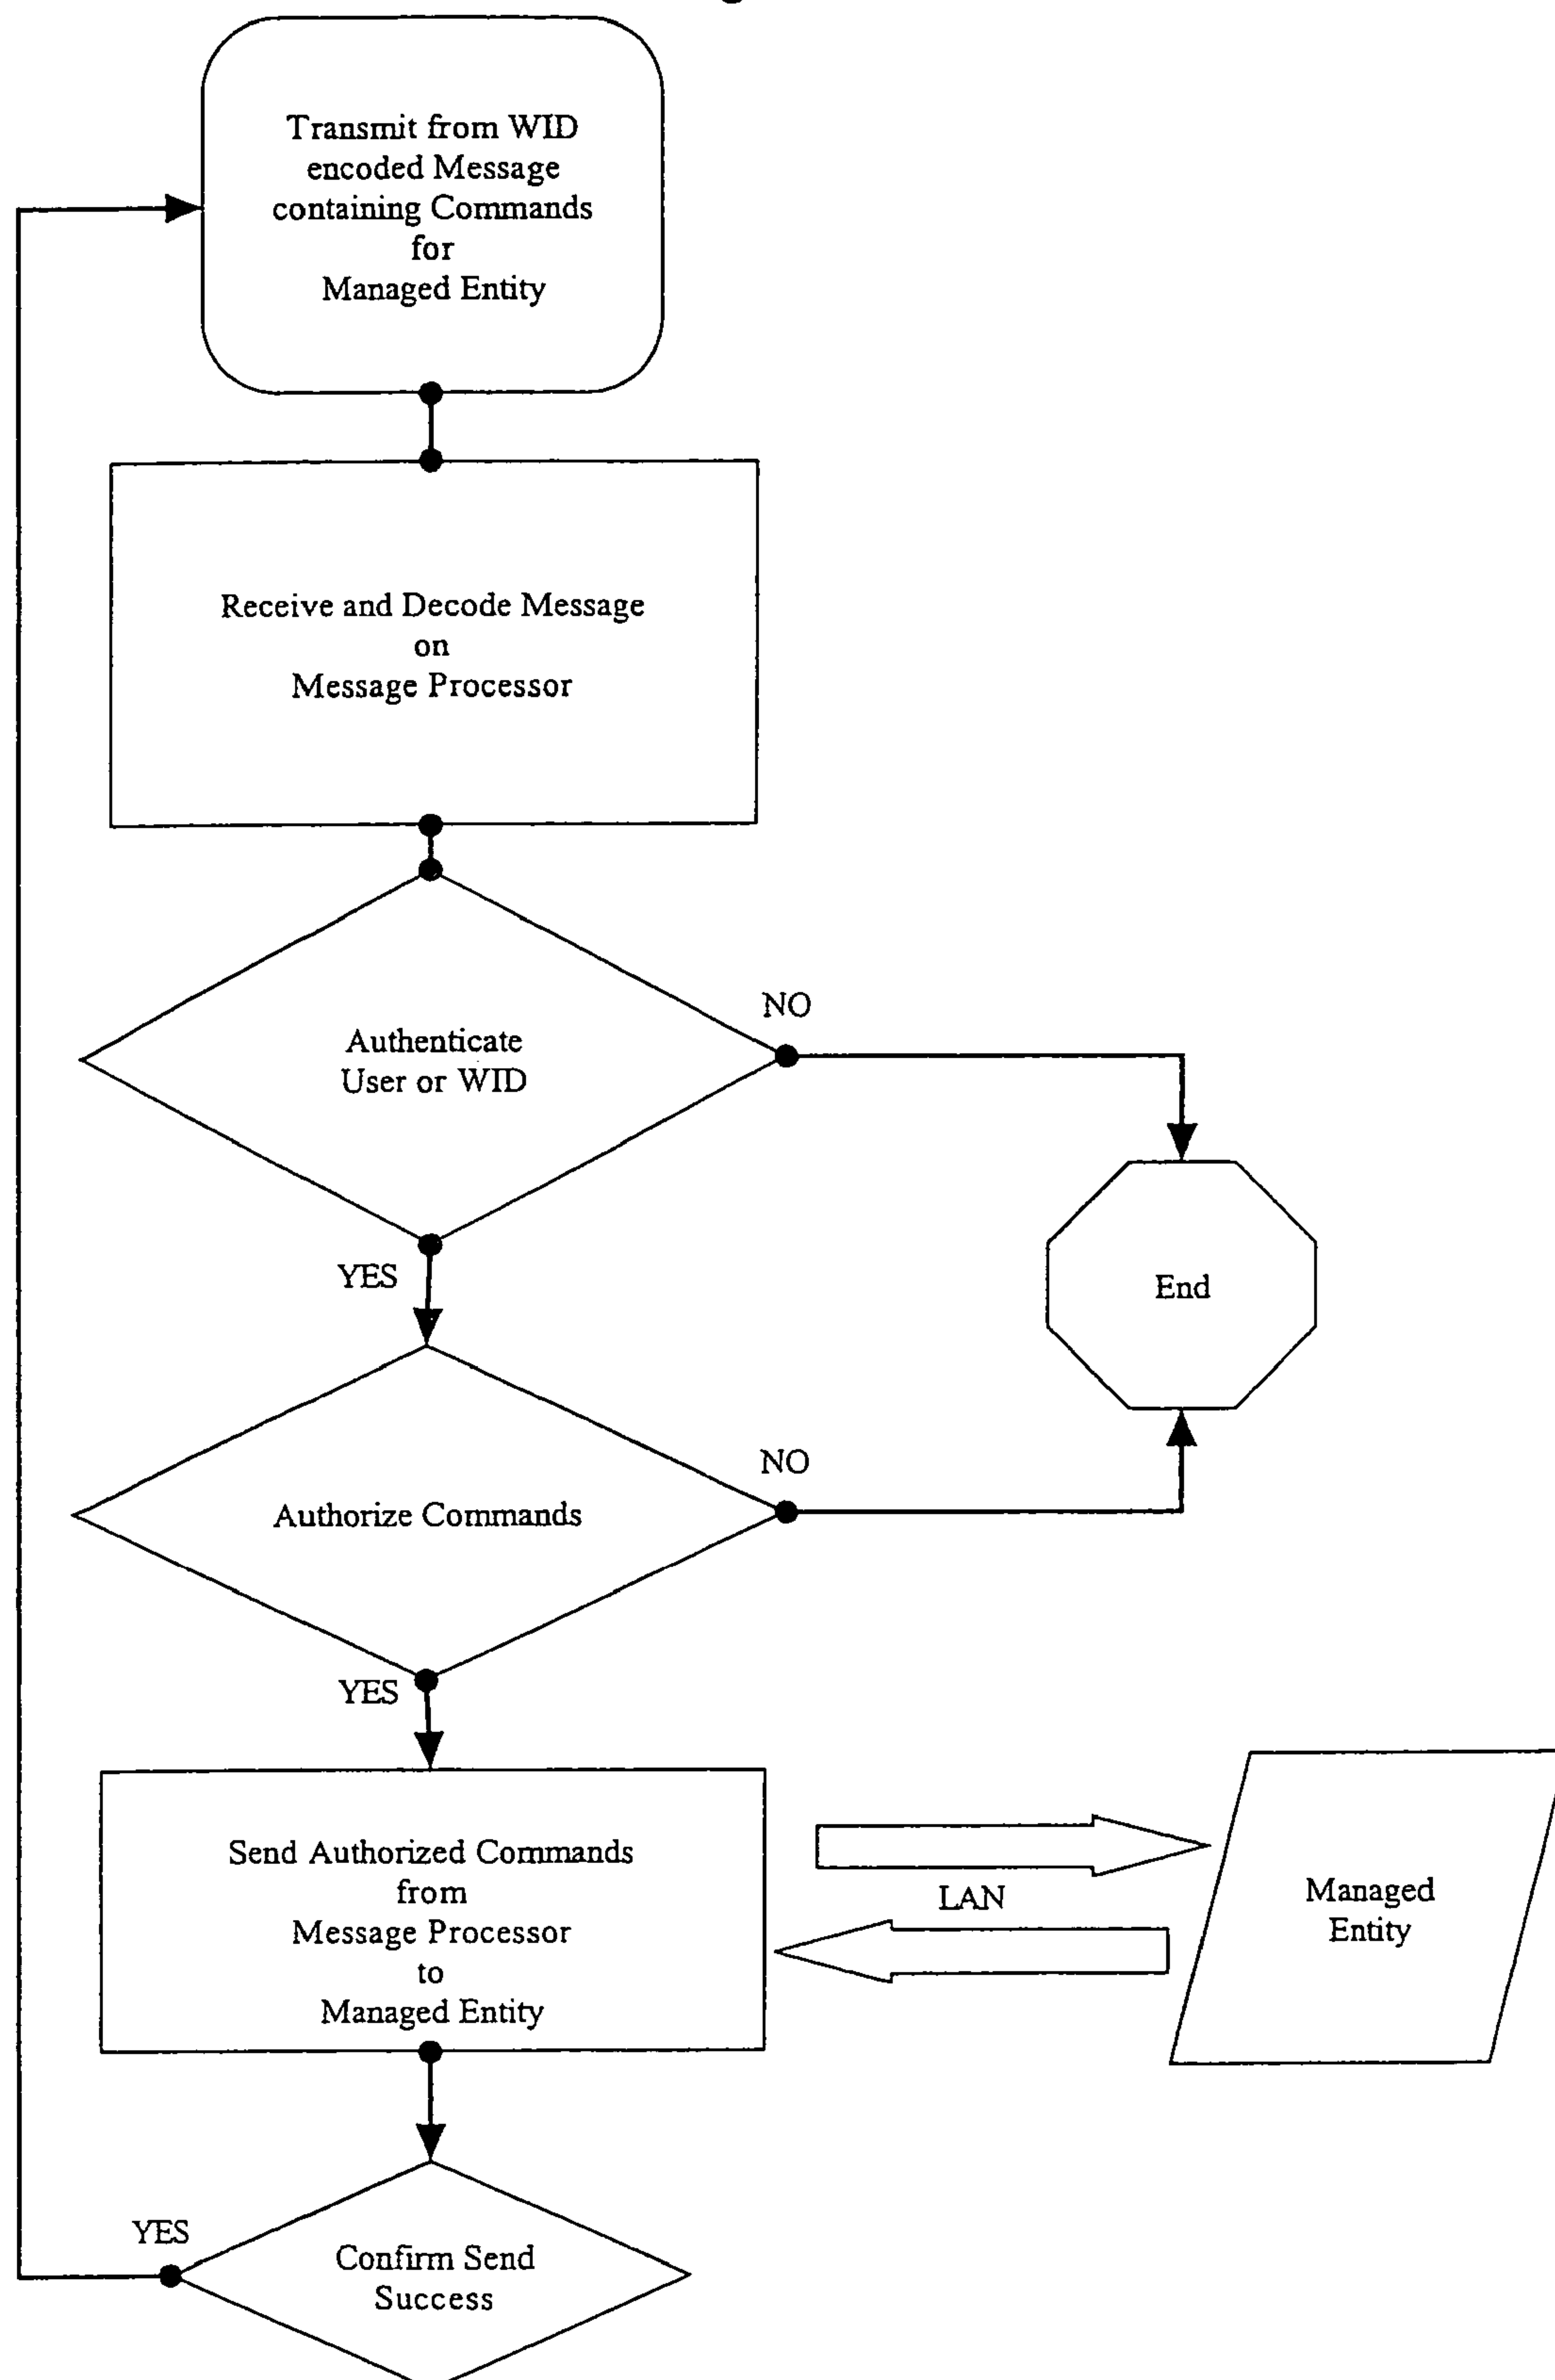 Transmit from WID
encoded Message
containing Commands
for
Managed Entity
Receive and Decode Message
on
Message Processor
Authenticate
User or WID
NO
YES
End
Authorize Commands
NO
YES
Send Authorized Commands
from
Message Processor
to
Managed Entity
LAN
Managed
Entity
YES
Confirm Send
Success